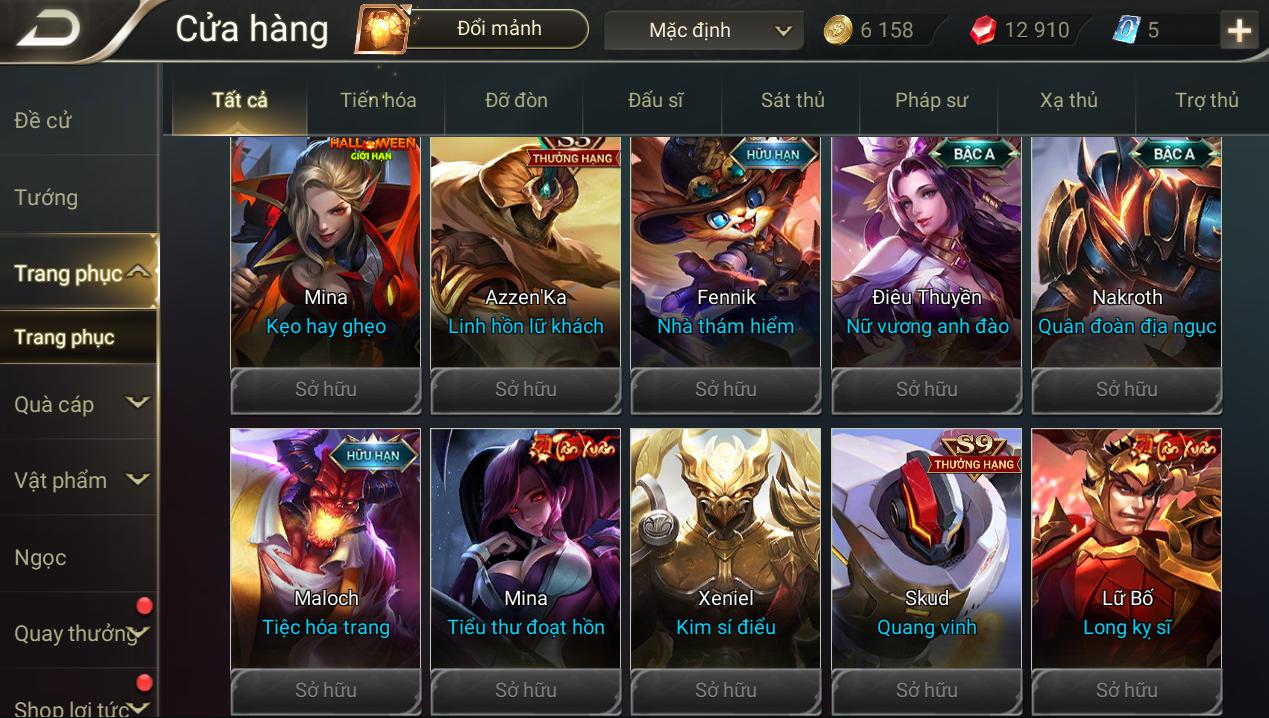 Cửa hàng
Đổi mảnh
Mặc định
6 158
12 910
5
Đề cử
Tướng
Trang phục
Trang phục
Quà cáp
Vật phẩm
Ngọc
Quay thưởng
Shop lợi tức
Tất cả
Tiến hóa
Đỡ đòn
Đấu sĩ
Sát thủ
Pháp sư
Xạ thủ
Trợ thủ
HALLOWEEN
GIỚI HẠN
Mina
Kẹo hay ghẹo
Sở hữu
THƯỞNG HẠNG
Azzen'Ka
Linh hồn lữ khách
Sở hữu
HỮU HẠN
Fennik
Nhà thám hiểm
Sở hữu
BẬC A
Điêu Thuyền
Nữ vương anh đào
Sở hữu
BẬC A
Nakroth
Quân đoàn địa ngục
Sở hữu
HỮU HẠN
Maloch
Tiệc hóa trang
Sở hữu
Tân Xuân
Mina
Tiểu thư đoạt hồn
Sở hữu
Xeniel
Kim sí điểu
Sở hữu
S9
THƯỞNG HẠNG
Skud
Quang vinh
Sở hữu
Tân Xuân
Lữ Bố
Long kỵ sĩ
Sở hữu